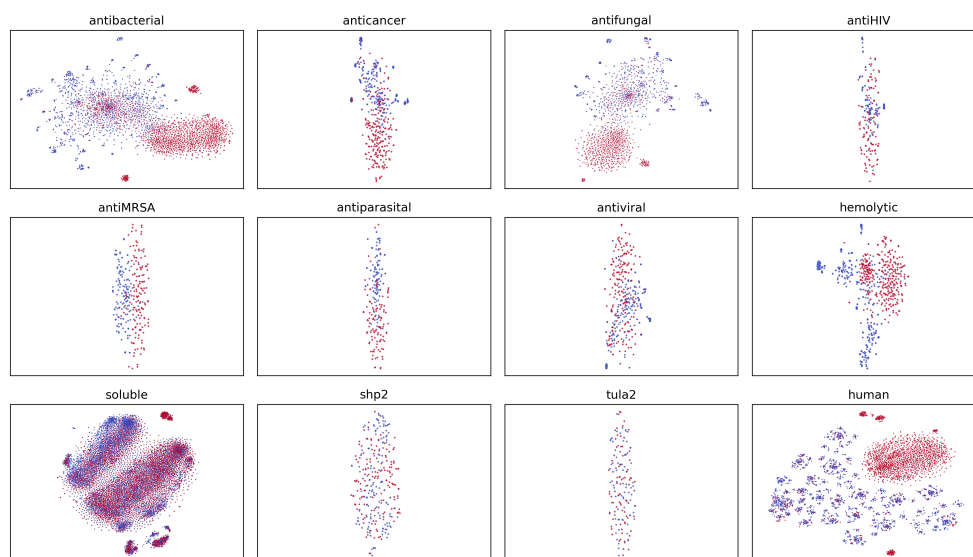 antibacterial
anticancer
antifungal
antiHIV
antiMRSA
antiparasital
antiviral
hemolytic
soluble
shp2
tula2
human